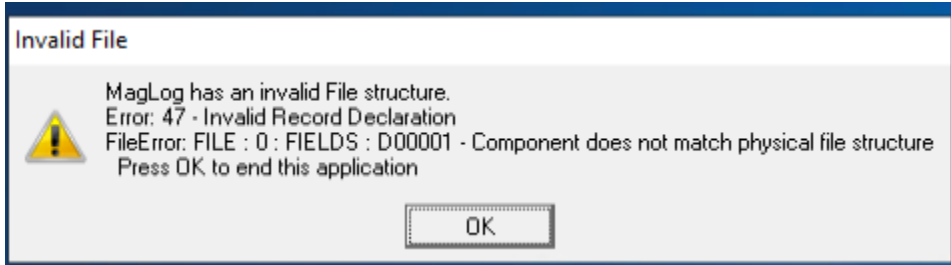 Invalid File
MagLog has an invalid File structure.
Error: 47 - Invalid Record Declaration
FileError: FILE : 0 : FIELDS : D00001 - Component does not match physical file structure
Press OK to end this application
OK